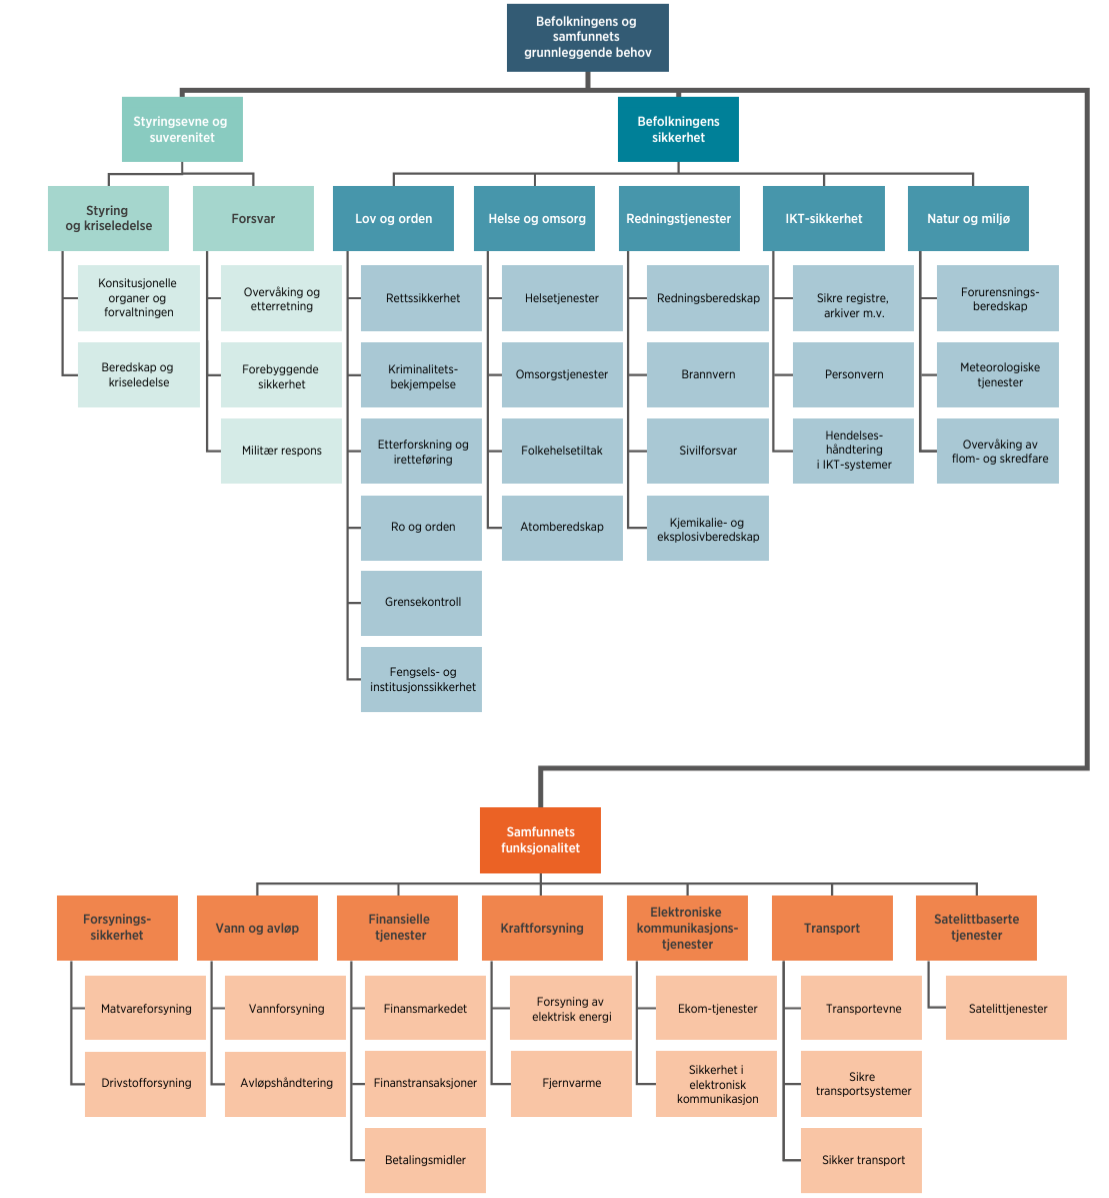 Befolkningens og
samfunnets
grunnleggende behov
Styringsevne og
suverenitet
Befolkningens
sikkerhet
Styring
og kriseledelse
Forsvar
Lov og orden
Helse og omsorg
Redningstjenester
IKT-sikkerhet
Natur og miljø
Konsitusjonelle
organer og
forvaltningen
Beredskap og
kriseledelse
Overvåking og
etterretning
Forebyggende
sikkerhet
Militær respons
Rettssikkerhet
Kriminalitets-
bekjempelse
Etterforskning og
iretteføring
Ro og orden
Grensekontroll
Fengsels- og
institusjonssikkerhet
Helsetjenester
Omsorgstjenester
Folkehelsetiltak
Atomberedskap
Redningsberedskap
Brannvern
Sivilforsvar
Kjemikalie- og
eksplosivberedskap
Sikre registre,
arkiver m.v.
Personvern
Hendelses-
håndtering
i IKT-systemer
Forurensnings-
beredskap
Meteorologiske
tjenester
Overvåking av
flom- og skredfare
Samfunnets
funksjonalitet
Forsynings-
sikkerhet
Vann og avløp
Finansielle
tjenester
Kraftforsyning
Elektroniske
kommunikasjons-
tjenester
Transport
Satelittbaserte
tjenester
Matvareforsyning
Drivstofforsyning
Vannforsyning
Avløpshåndtering
Finansmarkedet
Finanstransaksjoner
Betalingsmidler
Forsyning av
elektrisk energi
Fjernvarme
Ekom-tjenester
Sikkerhet i
elektronisk
kommunikasjon
Transportevne
Sikre
transportsystemer
Sikker transport
Satelittjenester